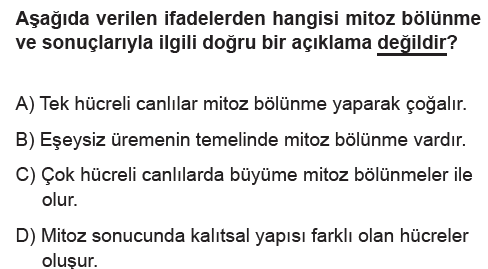 Aşağıda verilen ifadelerden hangisi mitoz bölünme
ve sonuçlarıyla ilgili doğru bir açıklama değildir?
A) Tek hücreli canlılar mitoz bölünme yaparak çoğalır.
B) Eşeysiz üremenin temelinde mitoz bölünme vardır.
C) Çok hücreli canlılarda büyüme mitoz bölünmeler ile
olur.
D) Mitoz sonucunda kalıtsal yapısı farklı olan hücreler
oluşur.